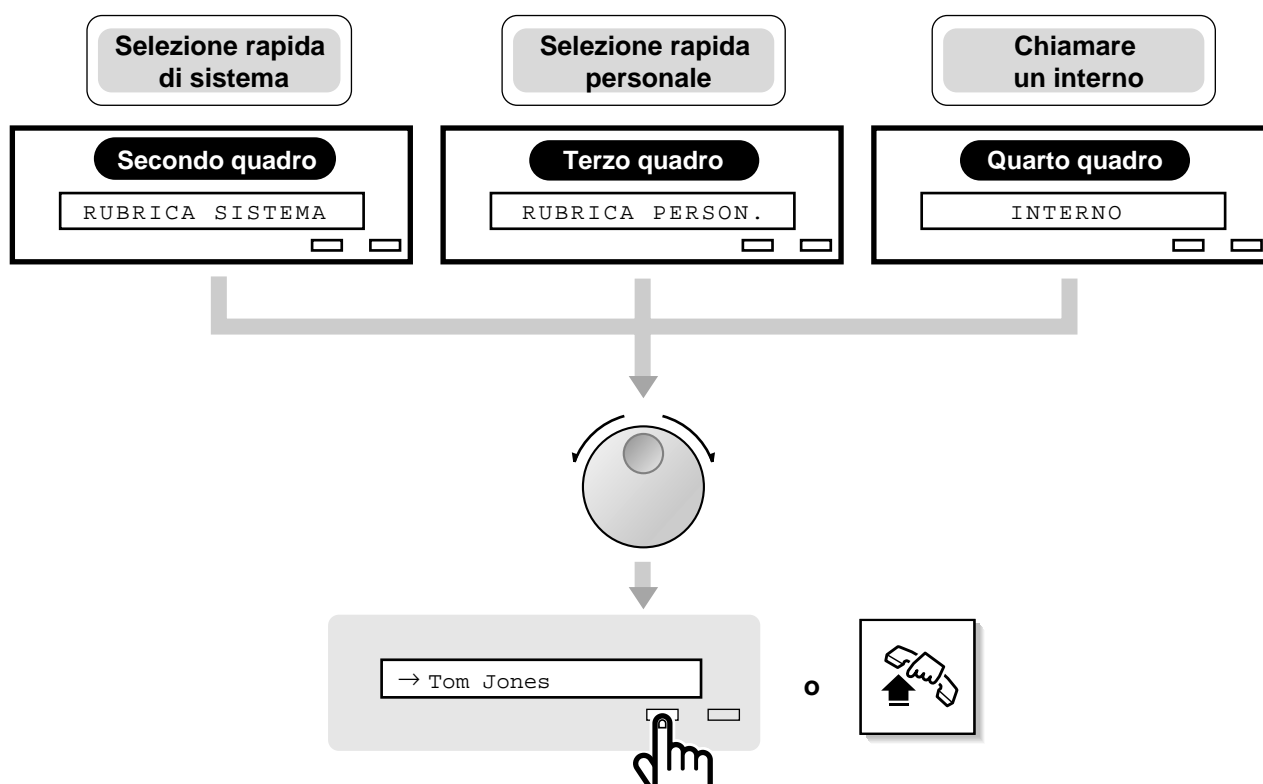 Selezione rapida
di sistema
Selezione rapida
personale
Chiamare
un interno
Secondo quadro
RUBRICA SISTEMA
Terzo quadro
RUBRICA PERSON.
Quarto quadro
INTERNO
→ Tom Jones
o